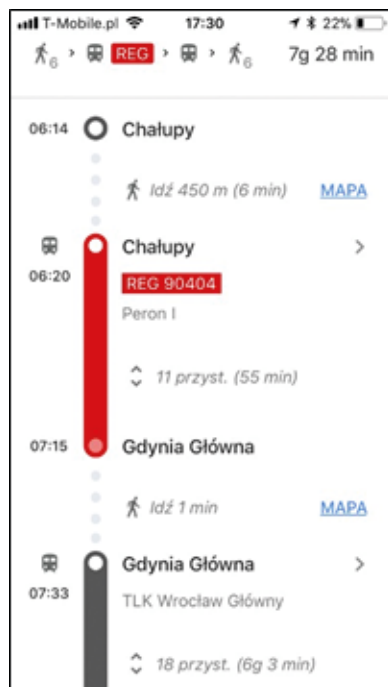 T-Mobile.pl 17:30 22%
6 > REG > > 6 7g 28 min
06:14 Chałupy
Idź 450 m (6 min) MAPA
Chałupy >
06:20 REG 90404
Peron I
11 przyst. (55 min)
07:15 Gdynia Główna
Idź 1 min MAPA
Gdynia Główna >
07:33 TLK Wrocław Główny
18 przyst. (6g 3 min)